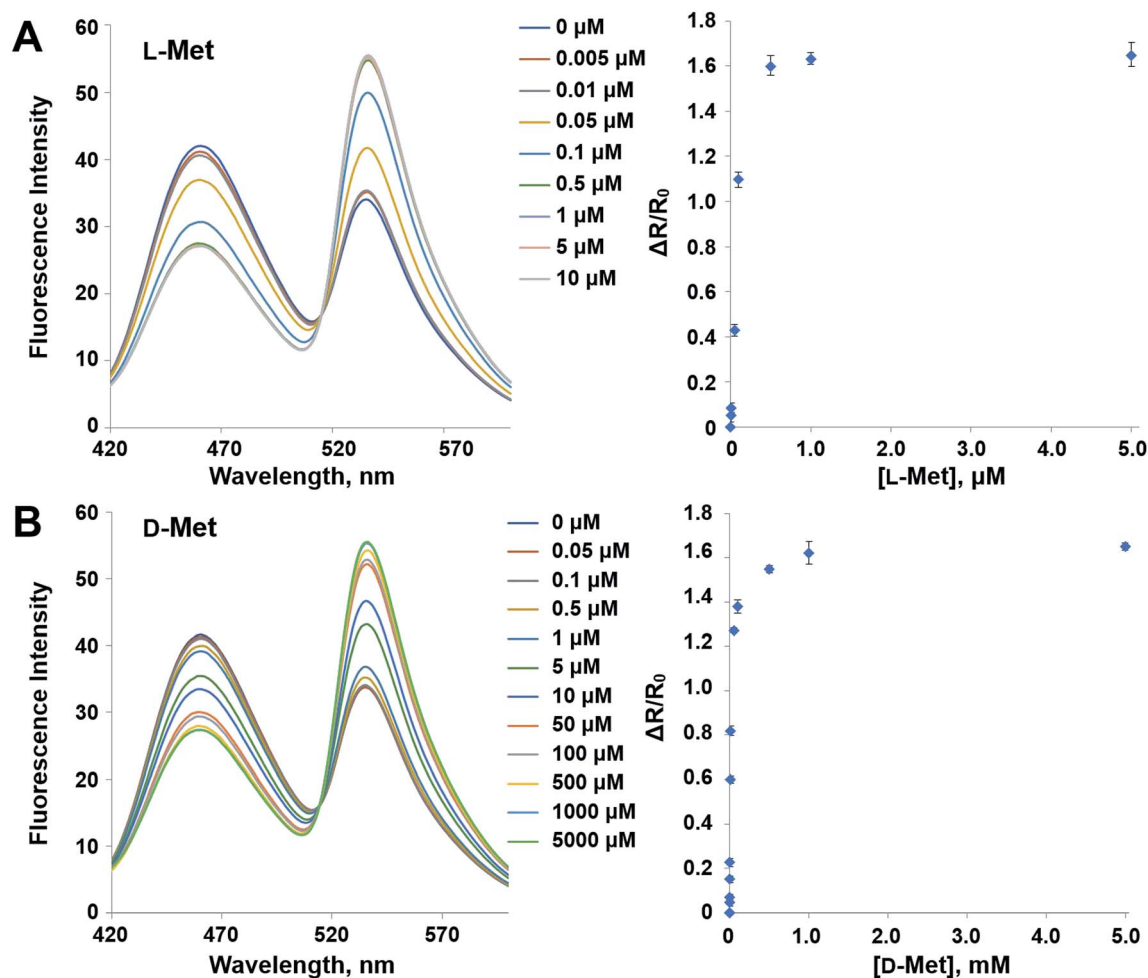 A
L-Met
Fluorescence Intensity
60
50
40
30
20
10
0
420
470
520
570
Wavelength, nm
0 µM
0.005 µM
0.01 µM
0.05 µM
0.1 µM
0.5 µM
1 µM
5 µM
10 µM
ΔR/R₀
1.8
1.6
1.4
1.2
1.0
0.8
0.6
0.4
0.2
0
0
1.0
2.0
3.0
4.0
5.0
[L-Met], µM
B
D-Met
Fluorescence Intensity
60
50
40
30
20
10
0
420
470
520
570
Wavelength, nm
0 µM
0.05 µM
0.1 µM
0.5 µM
1 µM
5 µM
10 µM
50 µM
100 µM
500 µM
1000 µM
5000 µM
ΔR/R₀
1.8
1.6
1.4
1.2
1.0
0.8
0.6
0.4
0.2
0
0
1.0
2.0
3.0
4.0
5.0
[D-Met], mM